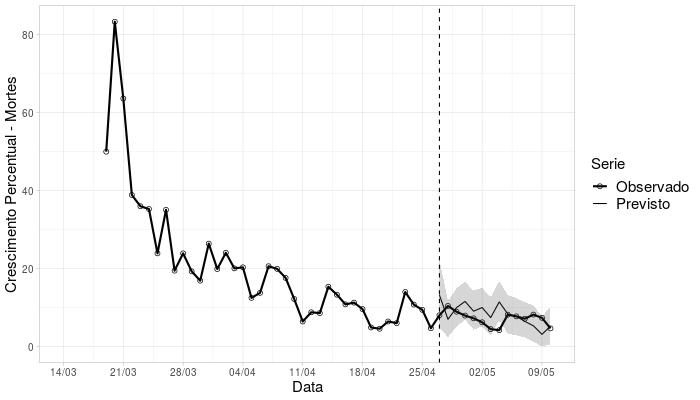 Crescimento Percentual - Mortes
80
60
40
20
0
14/03 21/03 28/03 04/04 11/04 18/04 25/04 02/05 09/05
Data
Serie
Observado
Previsto